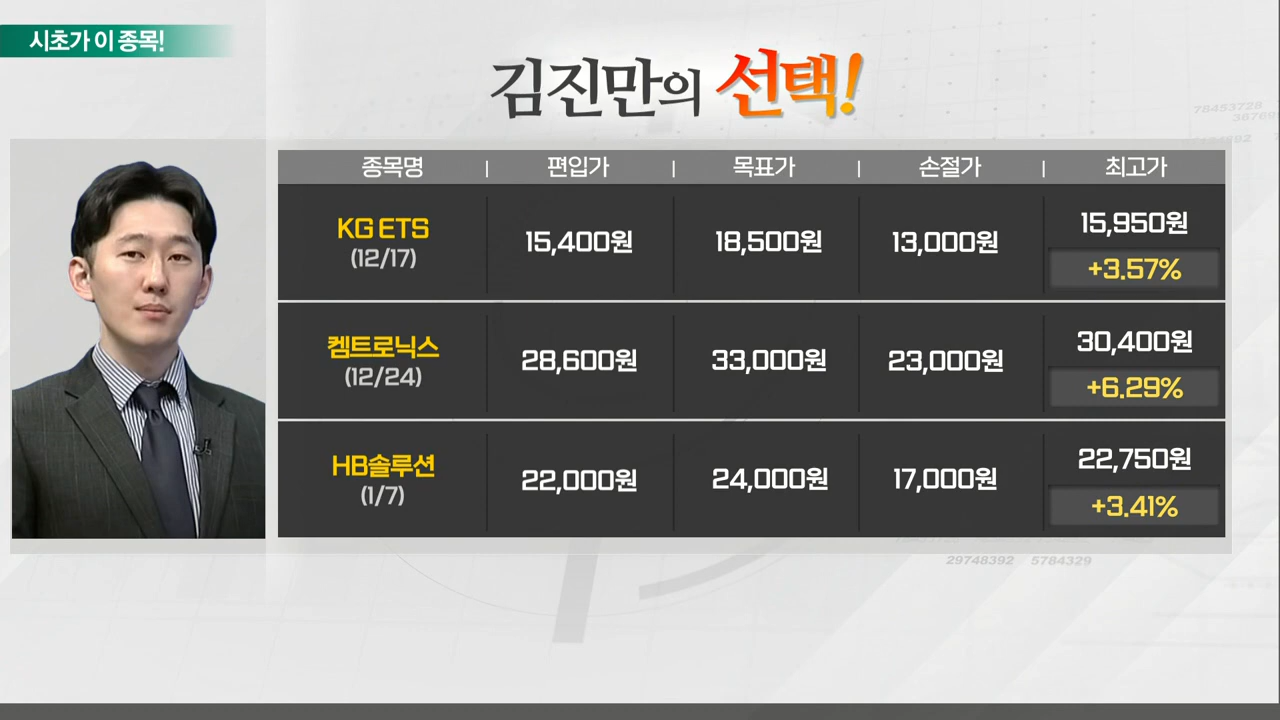 시초가 이 종목!
김진만의 선택!
종목명 | 편입가 | 목표가 | 손절가 | 최고가
KG ETS
(12/17)
15,400원
18,500원
13,000원
15,950원
+3.57%
켐트로닉스
(12/24)
28,600원
33,000원
23,000원
30,400원
+6.29%
HB솔루션
(1/7)
22,000원
24,000원
17,000원
22,750원
+3.41%
29748392 5784329